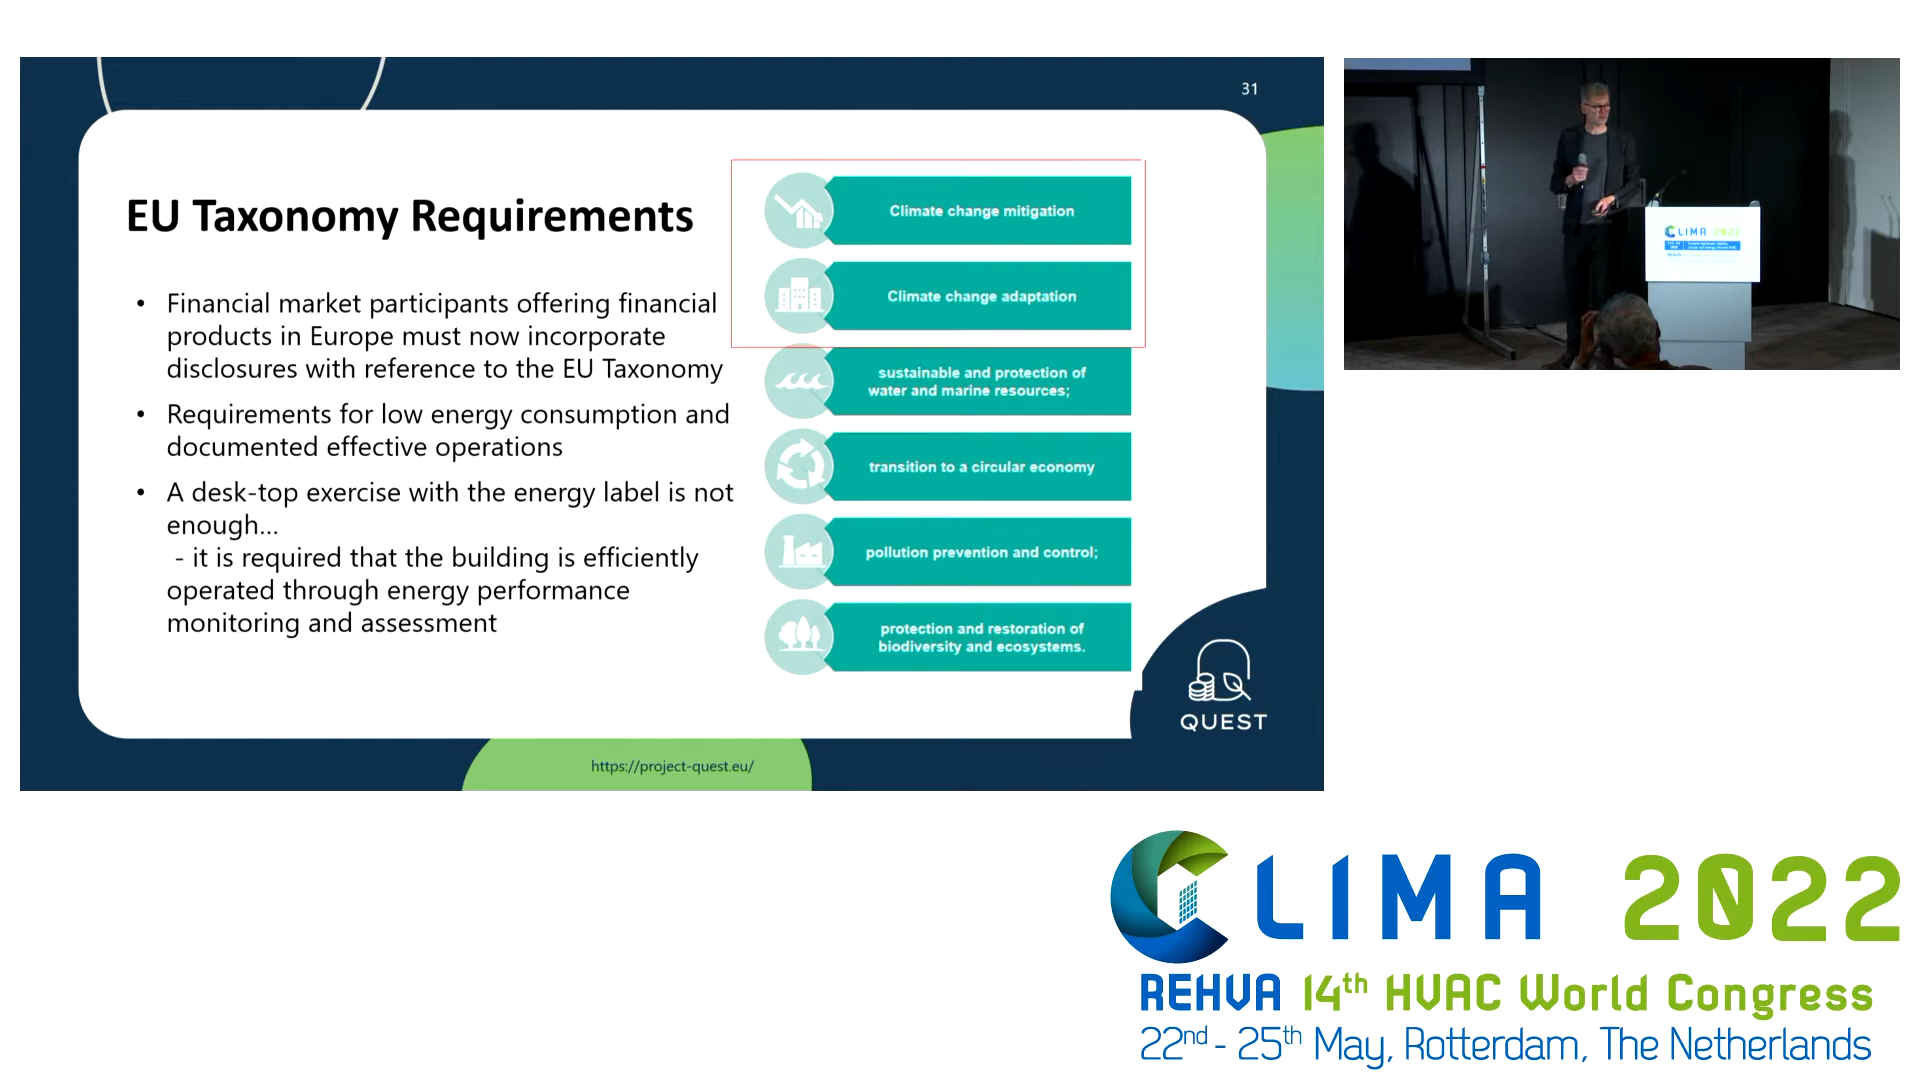 31
EU Taxonomy Requirements
• Financial market participants offering financial
products in Europe must now incorporate
disclosures with reference to the EU Taxonomy
• Requirements for low energy consumption and
documented effective operations
• A desk-top exercise with the energy label is not
enough...
- it is required that the building is efficiently
operated through energy performance
monitoring and assessment
Climate change mitigation
Climate change adaptation
sustainable and protection of
water and marine resources;
transition to a circular economy
pollution prevention and control;
protection and restoration of
biodiversity and ecosystems.
QUEST
https://project-quest.eu/
CLIMA 2022
CLIMA 2022
REHVA 14th HVAC World Congress
22nd - 25th May, Rotterdam, The Netherlands